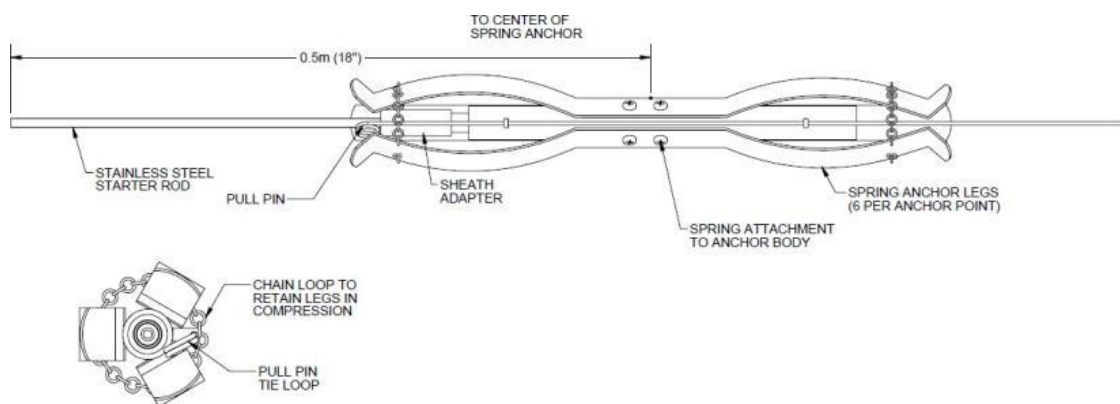 TO CENTER OF
SPRING ANCHOR
0.5m (18")
STAINLESS STEEL
STARTER ROD
PULL PIN
SHEATH
ADAPTER
SPRING ANCHOR LEGS
(6 PER ANCHOR POINT)
SPRING ATTACHMENT
TO ANCHOR BODY
CHAIN LOOP TO
RETAIN LEGS IN
COMPRESSION
PULL PIN
TIE LOOP